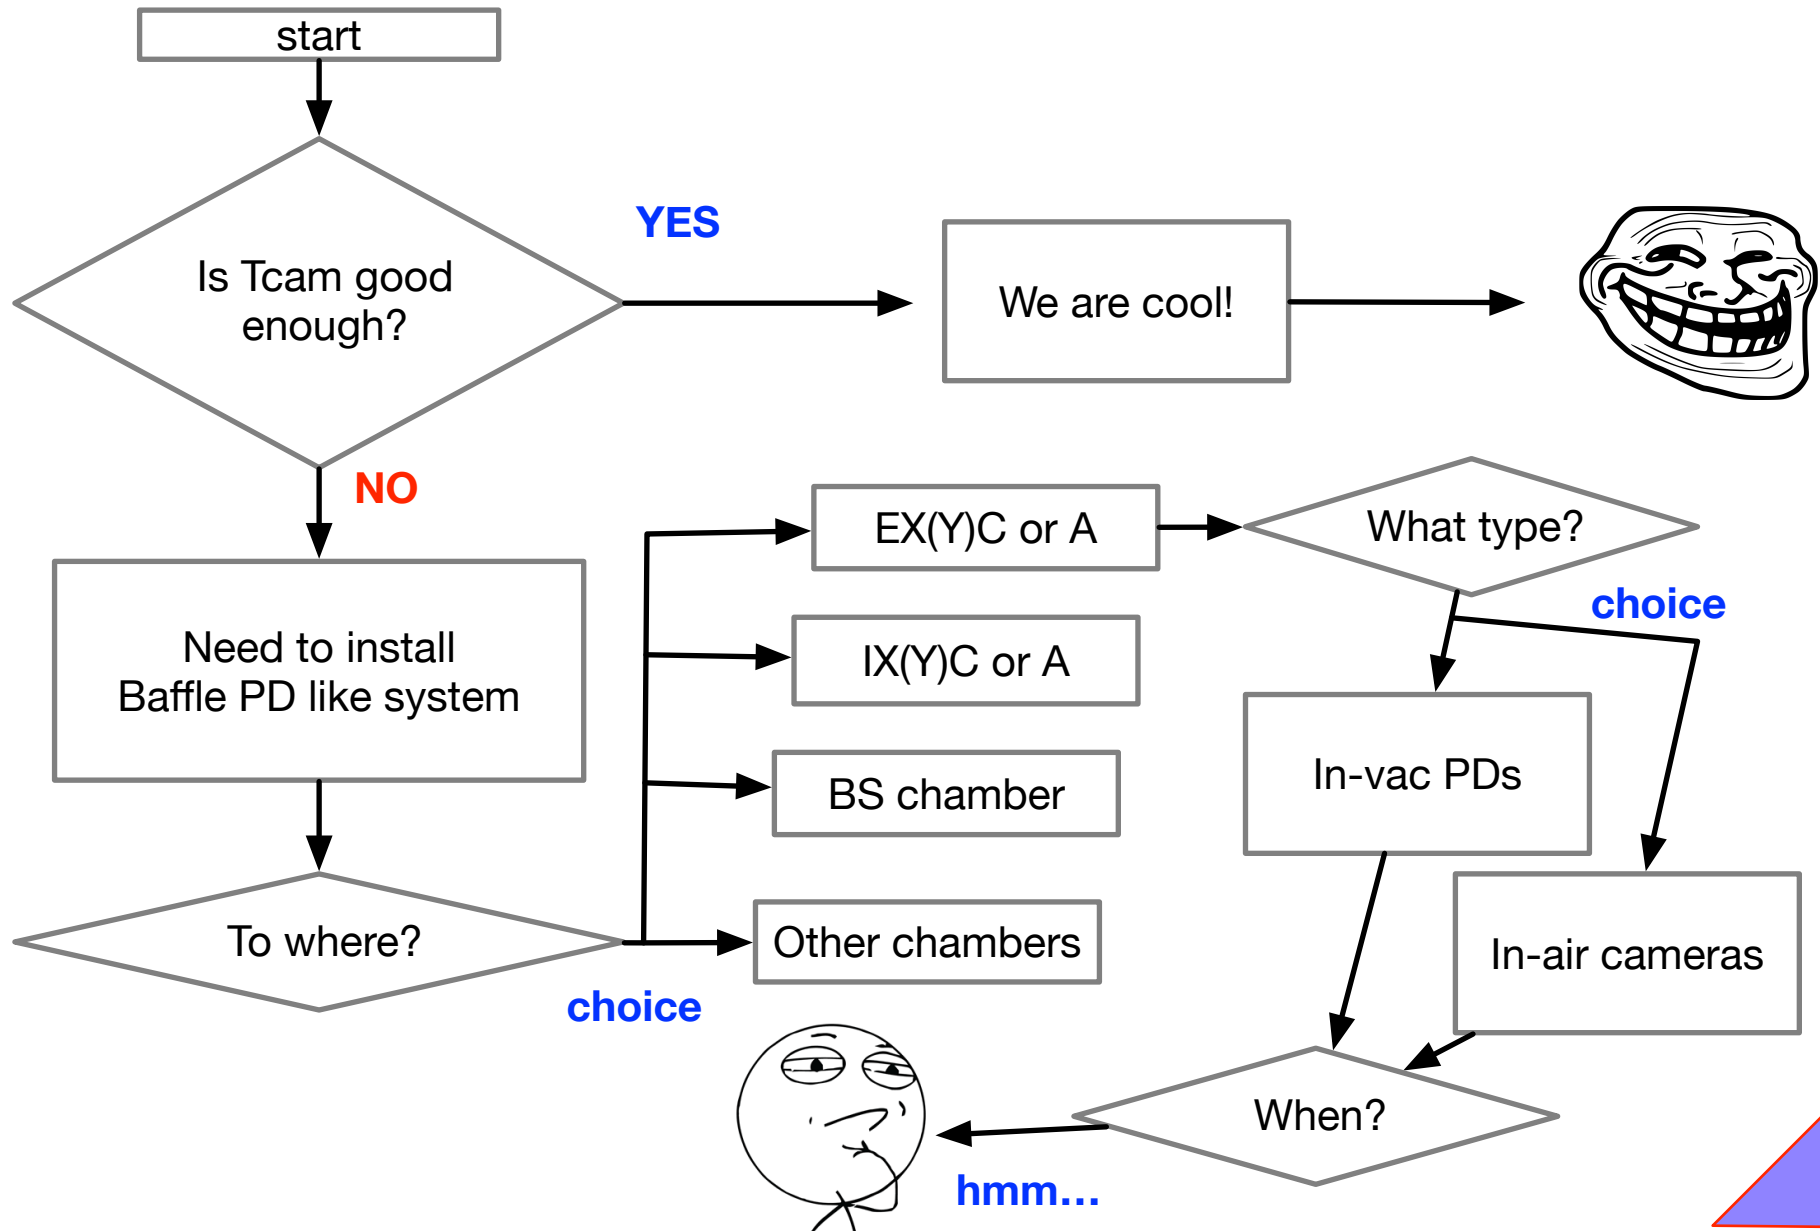 start
Is Tcam good
enough?
YES
We are cool!
NO
Need to install
Baffle PD like system
To where?
choice
EX(Y)C or A
IX(Y)C or A
BS chamber
Other chambers
What type?
choice
In-vac PDs
In-air cameras
When?
hmm...